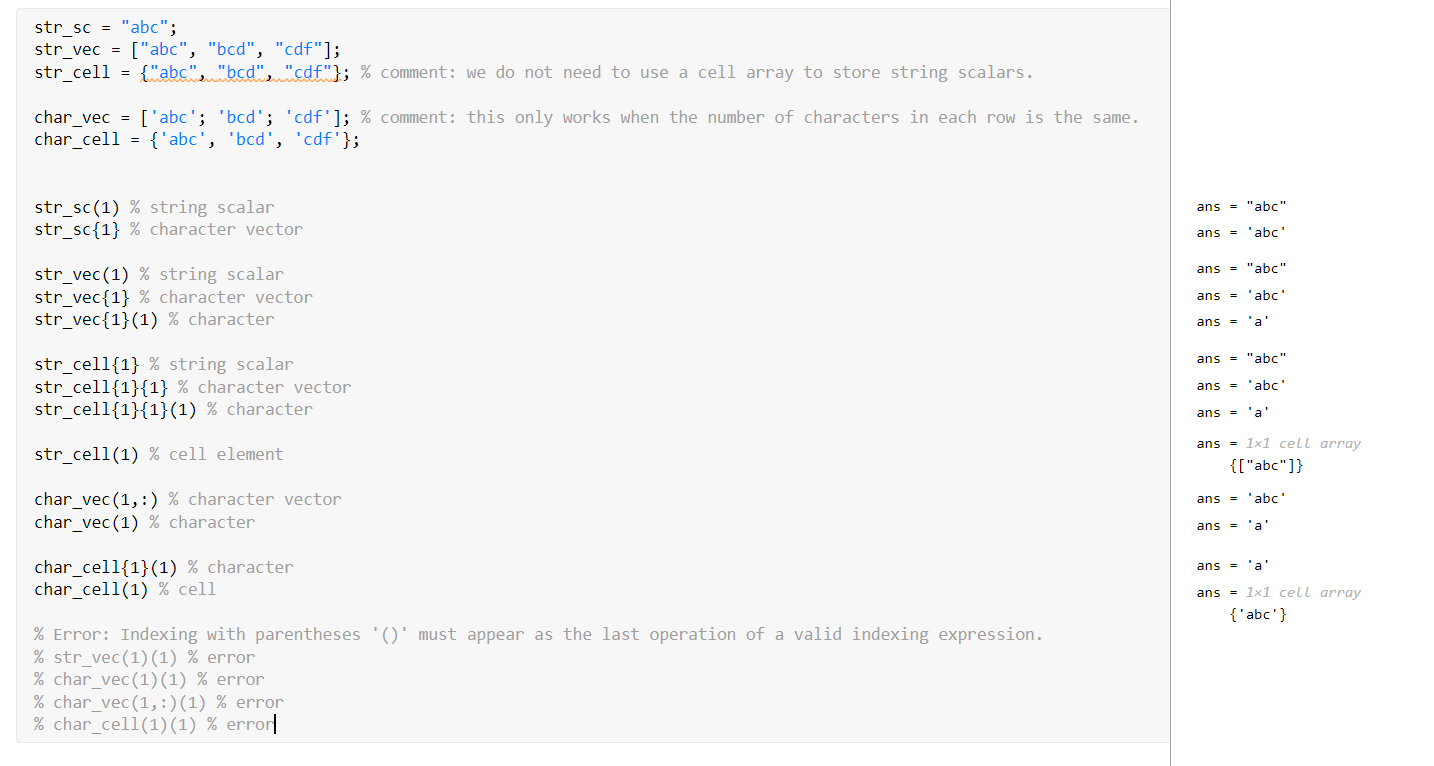 str_sc = "abc";
str_vec = ["abc", "bcd", "cdf"];
str_cell = {"abc", "bcd", "cdf"}; % comment: we do not need to use a cell array to store string scalars.
char_vec = ['abc'; 'bcd'; 'cdf']; % comment: this only works when the number of characters in each row is the same.
char_cell = {'abc', 'bcd', 'cdf'};
str_sc(1) % string scalar
str_sc{1} % character vector
str_vec(1) % string scalar
str_vec{1} % character vector
str_vec{1}(1) % character
str_cell{1} % string scalar
str_cell{1}{1} % character vector
str_cell{1}{1}(1) % character
str_cell(1) % cell element
char_vec(1,:) % character vector
char_vec(1) % character
char_cell{1}(1) % character
char_cell(1) % cell
% Error: Indexing with parentheses '()' must appear as the last operation of a valid indexing expression.
% str_vec(1)(1) % error
% char_vec(1)(1) % error
% char_vec(1,:)(1) % error
% char_cell(1)(1) % error
ans = "abc"
ans = 'abc'
ans = "abc"
ans = 'abc'
ans = 'a'
ans = "abc"
ans = 'abc'
ans = 'a'
ans = 1×1 cell array
{["abc"]}
ans = 'abc'
ans = 'a'
ans = 'a'
ans = 1×1 cell array
{'abc'}